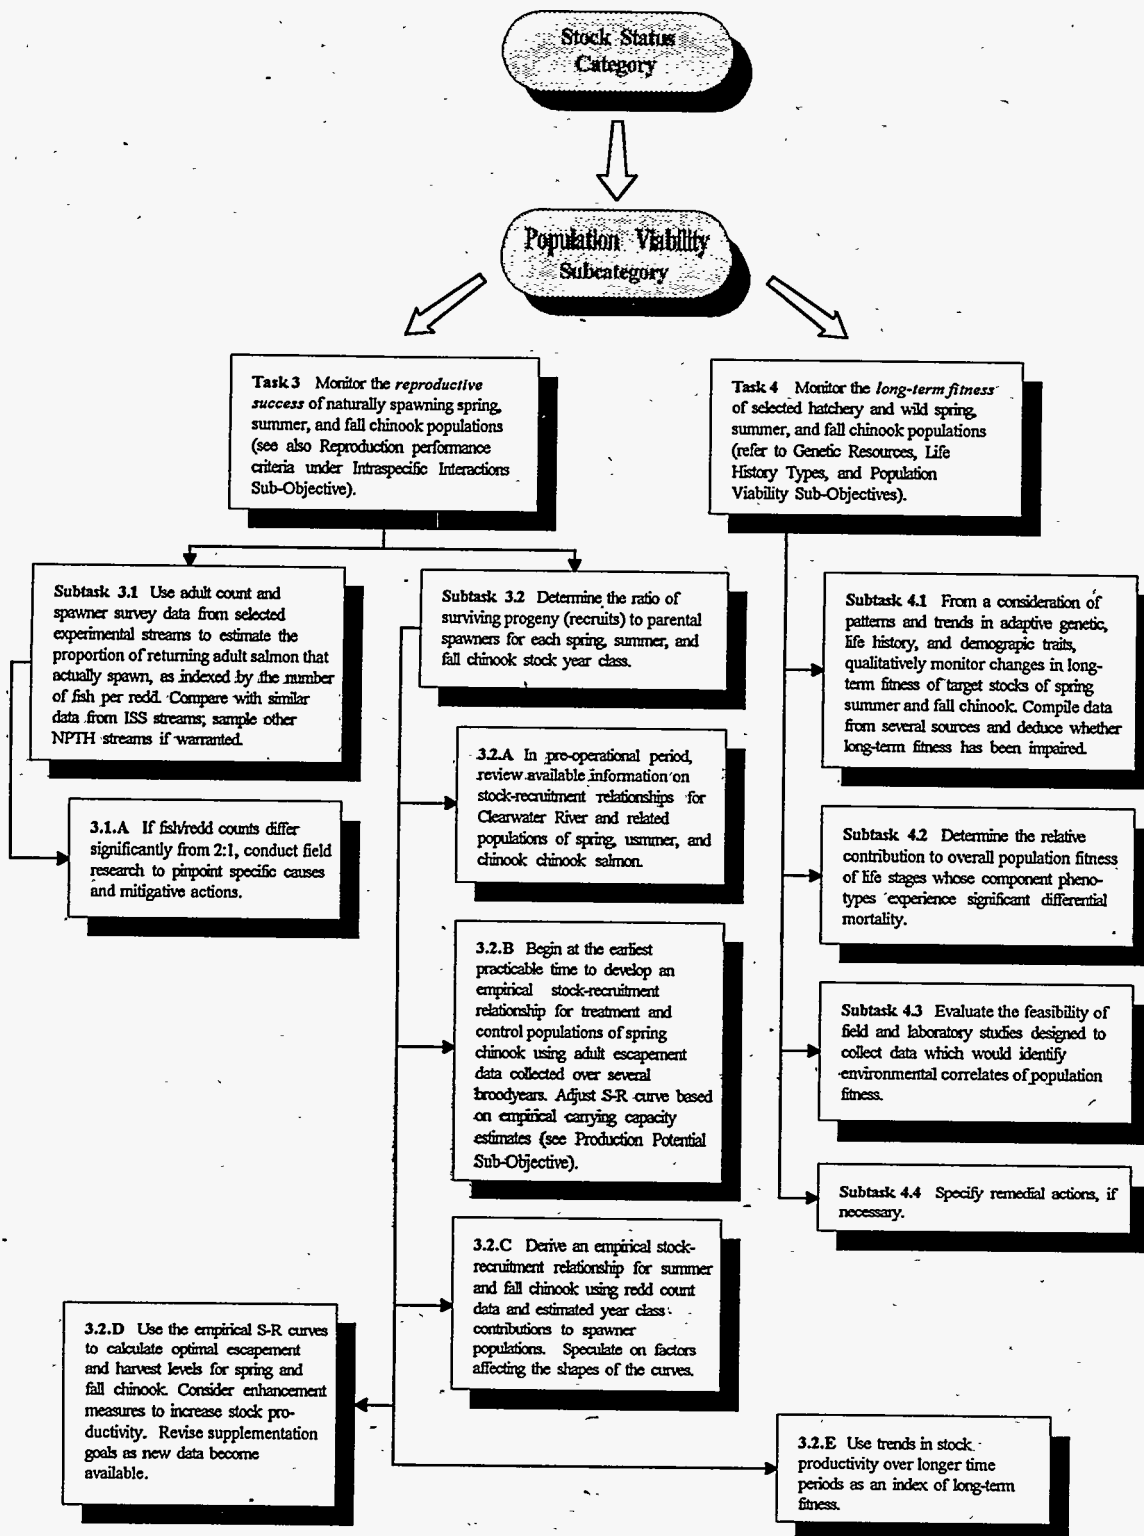 Stock Status
Category
Population Viability
Subcategory
Task 3 Monitor the reproductive
success of naturally spawning spring,
summer, and fall chinook populations
(see also Reproduction performance
criteria under Intraspecific Interactions
Sub-Objective).
Task 4 Monitor the long-term fitness
of selected hatchery and wild spring,
summer, and fall chinook populations
(refer to Genetic Resources, Life
History Types, and Population
Viability Sub-Objectives).
Subtask 3.1 Use adult count and
spawner survey data from selected
experimental streams to estimate the
proportion of returning adult salmon that
actually spawn, as indexed by the number
of fish per redd. Compare with similar
data from ISS streams; sample other
NPTH streams if warranted.
3.1.A If fish/redd counts differ
significantly from 2:1, conduct field
research to pinpoint specific causes
and mitigative actions.
Subtask 3.2 Determine the ratio of
surviving progeny (recruits) to parental
spawners for each spring, summer, and
fall chinook stock year class.
3.2.A In pre-operational period,
review available information on
stock-recruitment relationships for
Clearwater River and related
populations of spring, usmmer, and
chinook chinook salmon.
3.2.B Begin at the earliest
practicable time to develop an
empirical stock-recruitment
relationship for treatment and
control populations of spring
chinook using adult escapement
data collected over several
broodyears. Adjust S-R curve based
on empirical carrying capacity
estimates (see Production Potential
Sub-Objective).
3.2.C Derive an empirical stock-
recruitment relationship for summer
and fall chinook using redd count
data and estimated year class
contributions to spawner
populations. Speculate on factors
affecting the shapes of the curves.
3.2.D Use the empirical S-R curves
to calculate optimal escapement
and harvest levels for spring and
fall chinook. Consider enhancement
measures to increase stock pro-
ductivity. Revise supplementation
goals as new data become
available.
3.2.E Use trends in stock
productivity over longer time
periods as an index of long-term
fitness.
Subtask 4.1 From a consideration of
patterns and trends in adaptive genetic,
life history, and demograpic traits,
qualitatively monitor changes in long-
term fitness of target stocks of spring
summer and fall chinook. Compile data
from several sources and deduce whether
long-term fitness has been impaired.
Subtask 4.2 Determine the relative
contribution to overall population fitness
of life stages whose component pheno-
types experience significant differential
mortality.
Subtask 4.3 Evaluate the feasibility of
field and laboratory studies designed to
collect data which would identify
environmental correlates of population
fitness.
Subtask 4.4 Specify remedial actions, if
necessary.